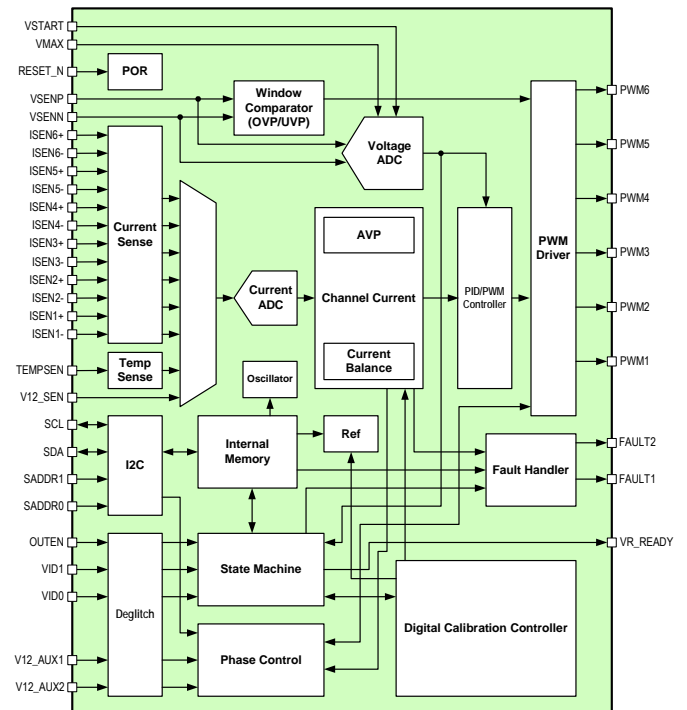 VSTART
VMAX
RESET_N
VSENP
VSENN
ISEN6+
ISEN6-
ISEN5+
ISEN5-
ISEN4+
ISEN4-
ISEN3+
ISEN3-
ISEN2+
ISEN2-
ISEN1+
ISEN1-
TEMPSEN
V12_SEN
SCL
SDA
SADDR1
SADDR0
OUTEN
VID1
VID0
V12_AUX1
V12_AUX2
POR
Window
Comparator
(OVP/UVP)
Voltage
ADC
Current
Sense
Temp
Sense
Current
ADC
AVP
Channel Current
Current
Balance
PID/PWM
Controller
PWM
Driver
Oscillator
I2C
Internal
Memory
Ref
Fault Handler
Deglitch
State Machine
Phase Control
Digital Calibration Controller
PWM6
PWM5
PWM4
PWM3
PWM2
PWM1
FAULT2
FAULT1
VR_READY